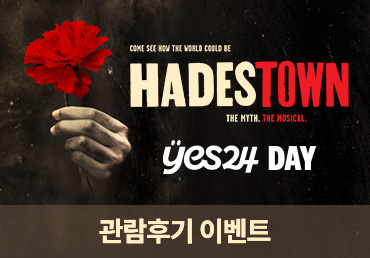 COME SEE HOW THE WORLD COULD BE
HADESTOWN
THE MYTH. THE MUSICAL.
yes24 DAY
관람후기 이벤트